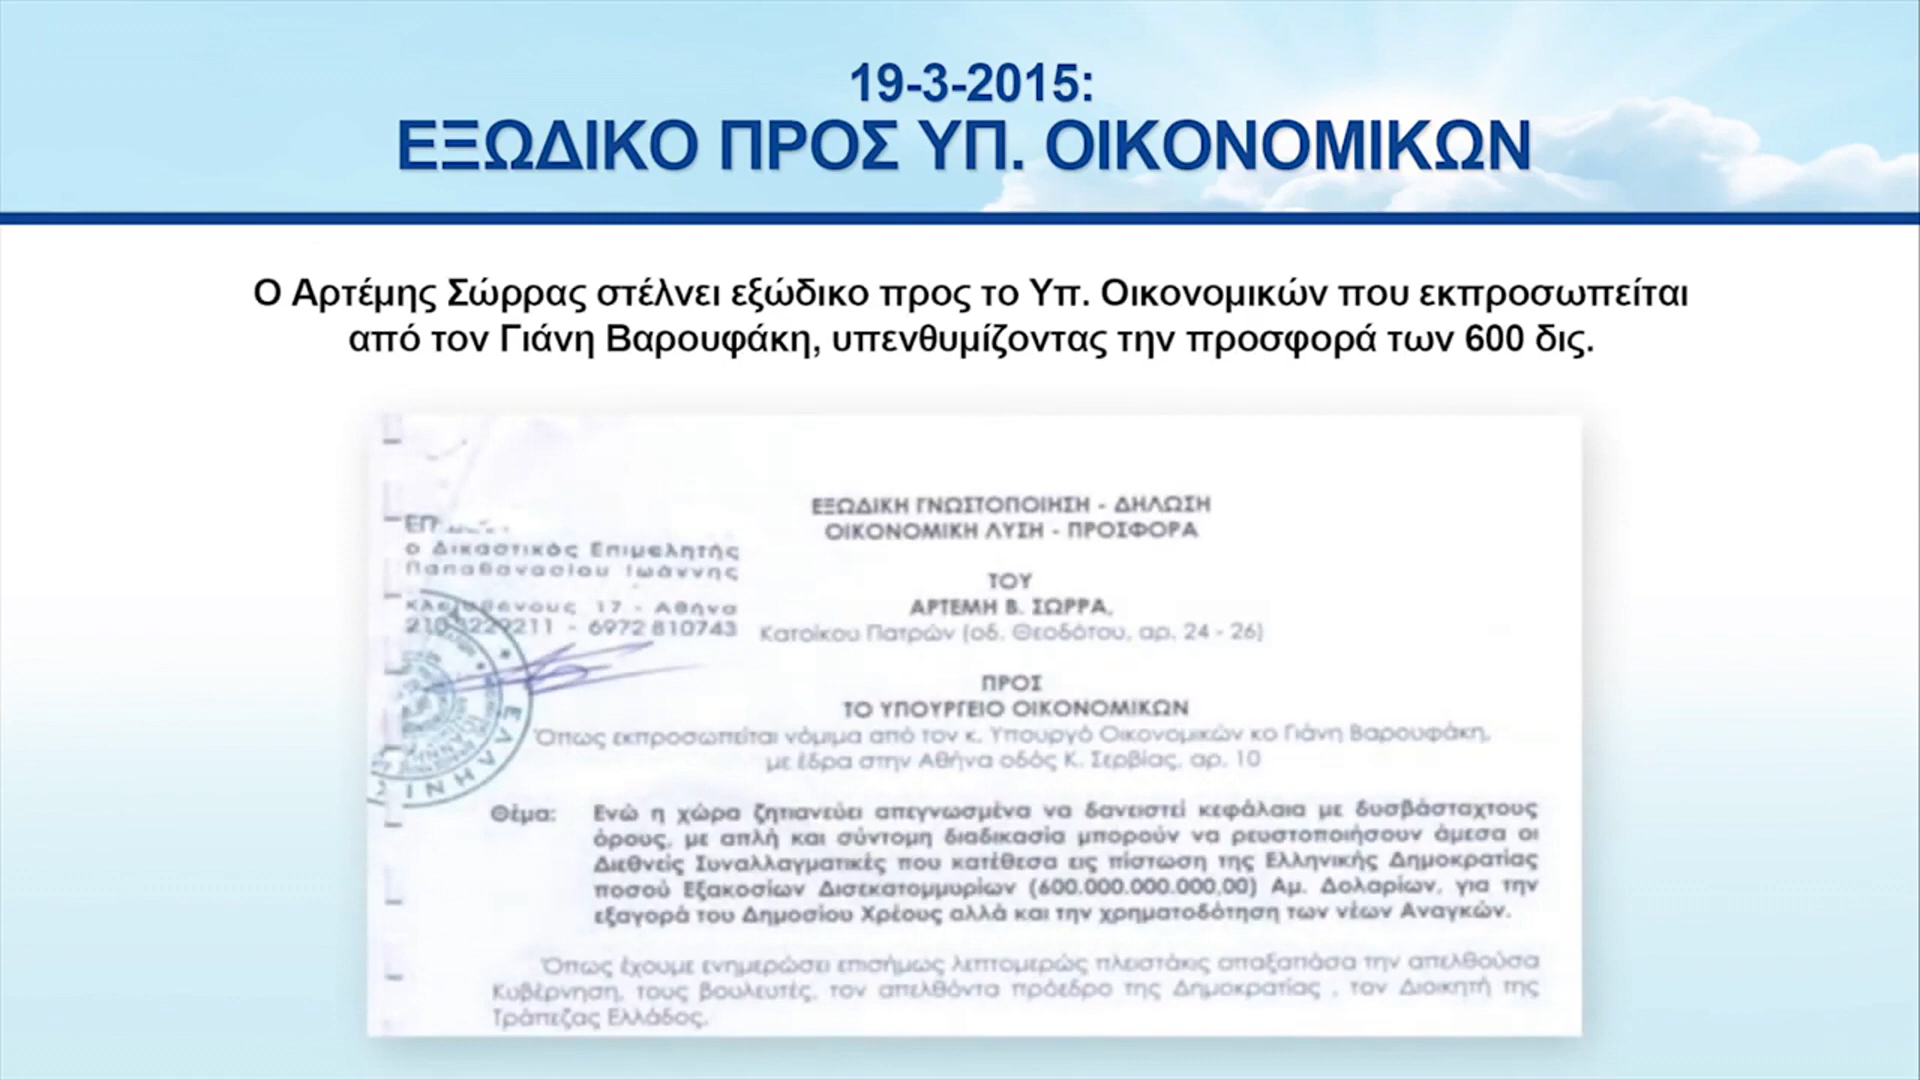 19-3-2015:
ΕΞΩΔΙΚΟ ΠΡΟΣ ΥΠ. ΟΙΚΟΝΟΜΙΚΩΝ
Ο Αρτέμης Σώρρας στέλνει εξώδικο προς το Υπ. Οικονομικών που εκπροσωπείται
από τον Γιάνη Βαρουφάκη, υπενθυμίζοντας την προσφορά των 600 δις.
ΕΞΩΔΙΚΗ ΓΝΩΣΤΟΠΟΙΗΣΗ - ΔΗΛΩΣΗ
ΟΙΚΟΝΟΜΙΚΗ ΛΥΣΗ - ΠΡΟΣΦΟΡΑ
ο Δικαστικός Επιμελητής
Παπαθανασίου Ιωάννης
Κλεισθένους 17 - Αθήνα
210 3229211 - 6972 810743
ΤΟΥ
ΑΡΤΕΜΗ Β. ΣΩΡΡΑ,
Κατοίκου Πατρών (οδ. Θεοδότου, αρ. 24 - 26)
ΠΡΟΣ
ΤΟ ΥΠΟΥΡΓΕΙΟ ΟΙΚΟΝΟΜΙΚΩΝ
Όπως εκπροσωπείται νόμιμα από τον κ. Υπουργό Οικονομικών κο Γιάνη Βαρουφάκη,
με έδρα στην Αθήνα οδός Κ. Σερβίας, αρ. 10
Θέμα: Ενώ η χώρα ζητιανεύει απεγνωσμένα να δανειστεί κεφάλαια με δυσβάσταχτους
όρους, με απλή και σύντομη διαδικασία μπορούν να ρευστοποιήσουν άμεσα οι
Διεθνείς Συναλλαγματικές που κατέθεσα εις πίστωση της Ελληνικής Δημοκρατίας
ποσού Εξακοσίων Δισεκατομμυρίων (600.000.000.000,00) Αμ. Δολαρίων, για την
εξαγορά του Δημοσίου Χρέους αλλά και την χρηματοδότηση των νέων Αναγκών.
Όπως έχουμε ενημερώσει επισήμως λεπτομερώς πλειστάκις απαξαπάσα την απελθούσα
Κυβέρνηση, τους βουλευτές, τον απελθόντα πρόεδρο της Δημοκρατίας , τον Διοικητή της
Τράπεζας Ελλάδος,